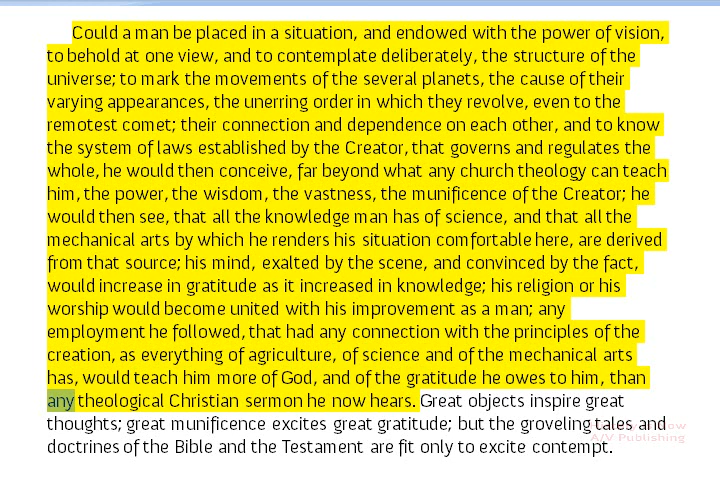 Could a man be placed in a situation, and endowed with the power of vision,
to behold at one view, and to contemplate deliberately, the structure of the
universe; to mark the movements of the several planets, the cause of their
varying appearances, the unerring order in which they revolve, even to the
remotest comet; their connection and dependence on each other, and to know
the system of laws established by the Creator, that governs and regulates the
whole, he would then conceive, far beyond what any church theology can teach
him, the power, the wisdom, the vastness, the munificence of the Creator; he
would then see, that all the knowledge man has of science, and that all the
mechanical arts by which he renders his situation comfortable here, are derived
from that source; his mind, exalted by the scene, and convinced by the fact,
would increase in gratitude as it increased in knowledge; his religion or his
worship would become united with his improvement as a man; any
employment he followed, that had any connection with the principles of the
creation, as everything of agriculture, of science and of the mechanical arts
has, would teach him more of God, and of the gratitude he owes to him, than
any theological Christian sermon he now hears. Great objects inspire great
thoughts; great munificence excites great gratitude; but the groveling tales and
doctrines of the Bible and the Testament are fit only to excite contempt.
A/V Publishing